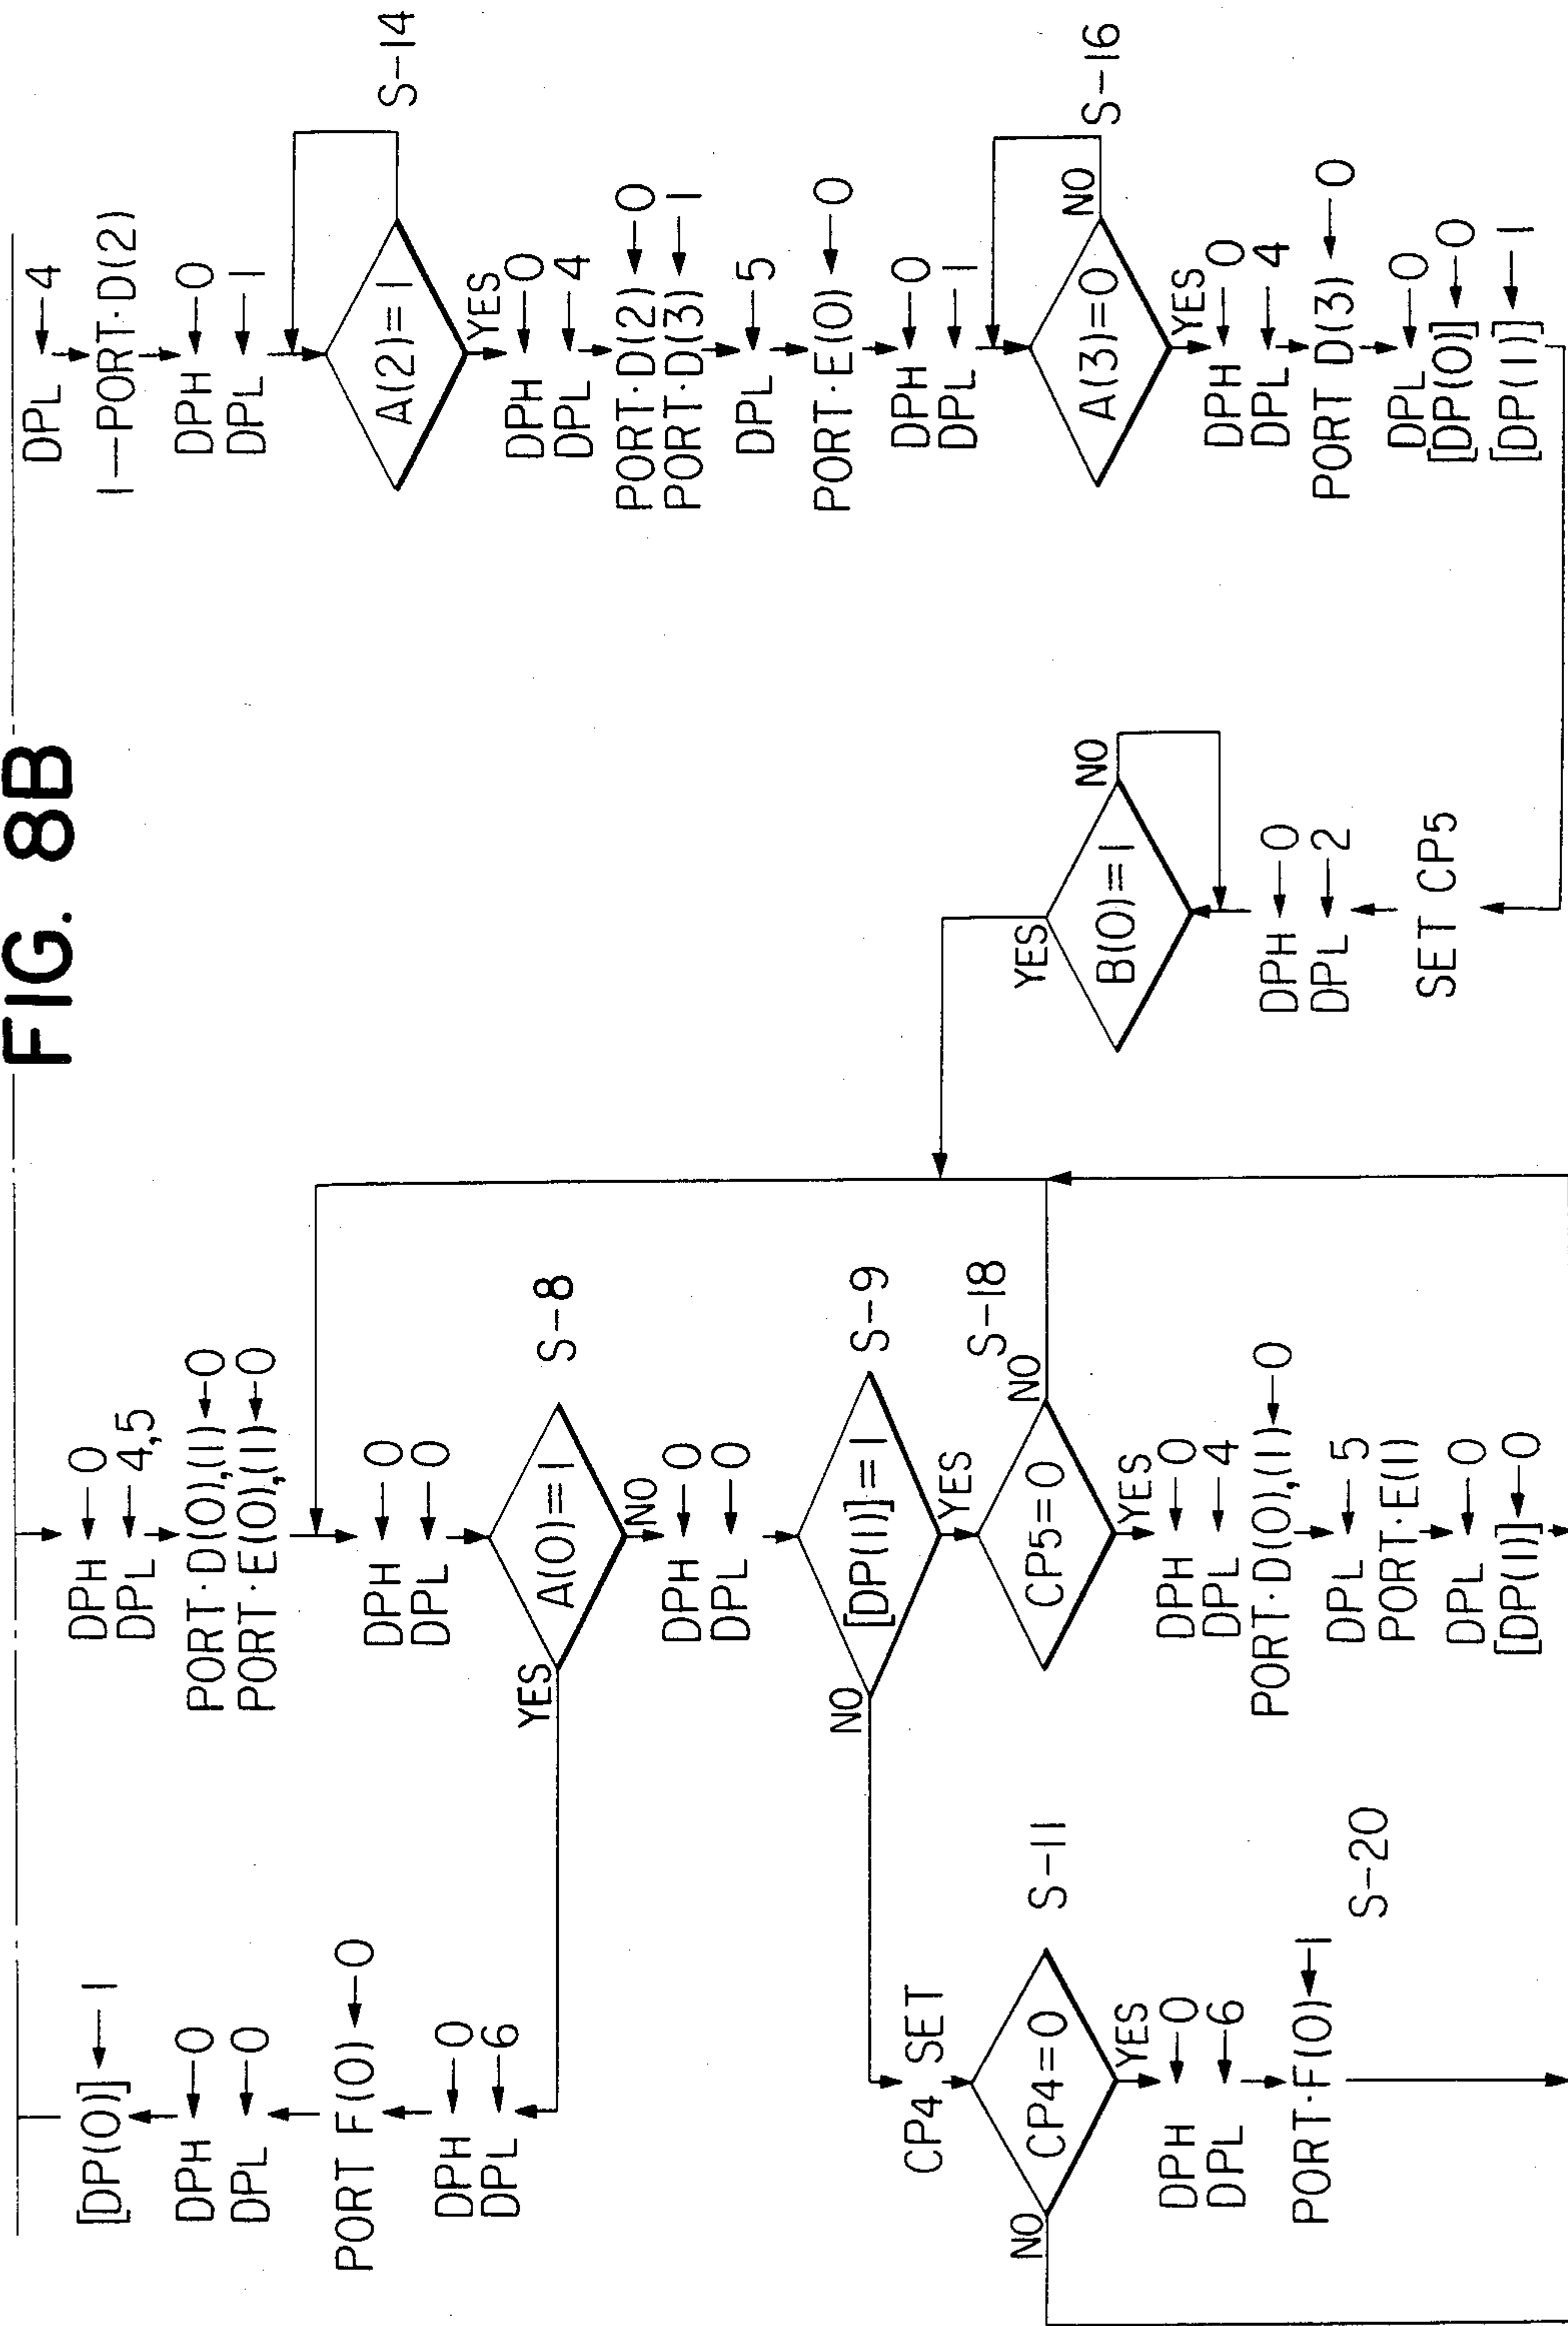 FIG. 8B
[DP(0)]←1
DPH←0
DPL←0
PORT F(0)←0
DPH←0
DPL←6
DPH←0
DPL←4,5
PORT·D(0),(1)←0
PORT·E(0),(1)←0
DPH←0
DPL←0
A(0)=1
S-8
YES
NO
DPH←0
DPL←0
[DP(1)]=1
S-9
NO
YES
CP4 SET
CP4=0
S-11
NO
YES
DPH←0
DPL←6
PORT·F(0)←1
S-20
CP5=0
S-18
NO
YES
DPH←0
DPL←4
PORT·D(0),(1)←0
DPL←5
PORT·E(1)
DPL←0
[DP(1)]←0
YES
B(0)=1
NO
DPH←0
DPL←2
SET CP5
DPL←4
1—PORT·D(2)
DPH←0
DPL←1
A(2)=1
S-14
YES
DPH←0
DPL←4
PORT·D(2)←0
PORT·D(3)←1
DPL←5
PORT·E(0)←0
DPH←0
DPL←1
A(3)=0
NO
S-16
YES
DPH←0
DPL←4
PORT D(3)←0
DPL←0
[DP(0)]←0
[DP(1)]←1